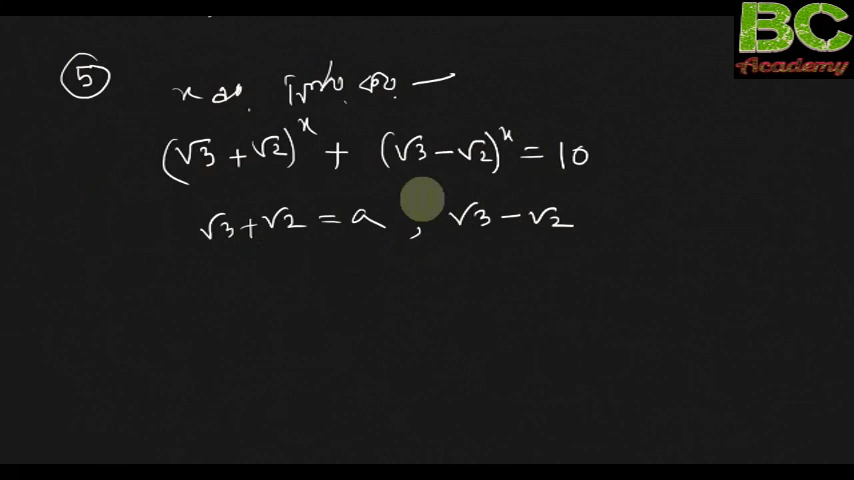 BC
Academy
⑤ x এর নির্ণয় কর —
(√3 + √2)^x + (√3 - √2)^x = 10
√3 + √2 = a , √3 - √2